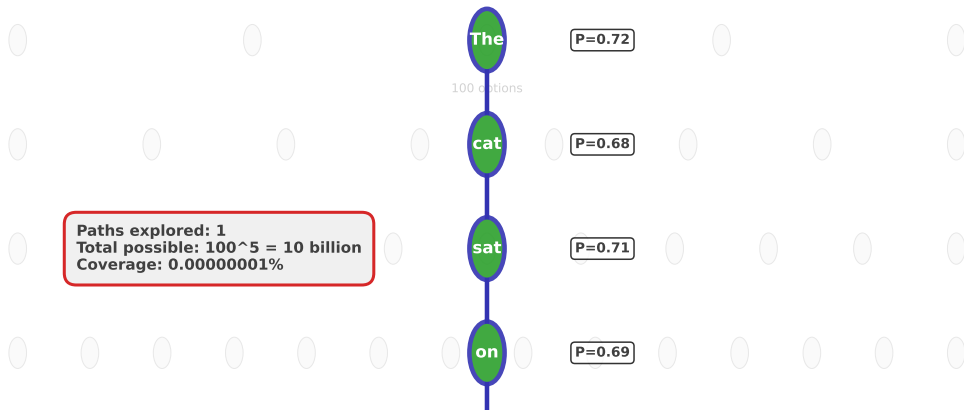 The
P=0.72
100 options
cat
P=0.68
Paths explored: 1
Total possible: 100^5 = 10 billion
Coverage: 0.00000001%
sat
P=0.71
on
P=0.69